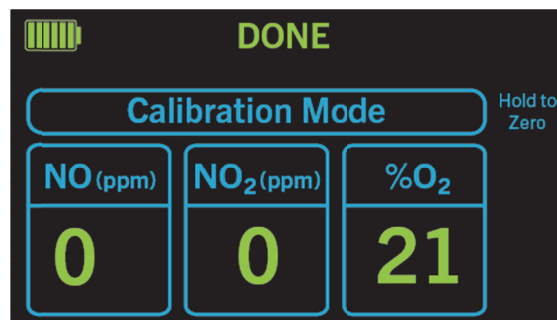 DONE
Calibration Mode
Hold to
Zero
NO (ppm) NO₂ (ppm) %O₂
0 0 21